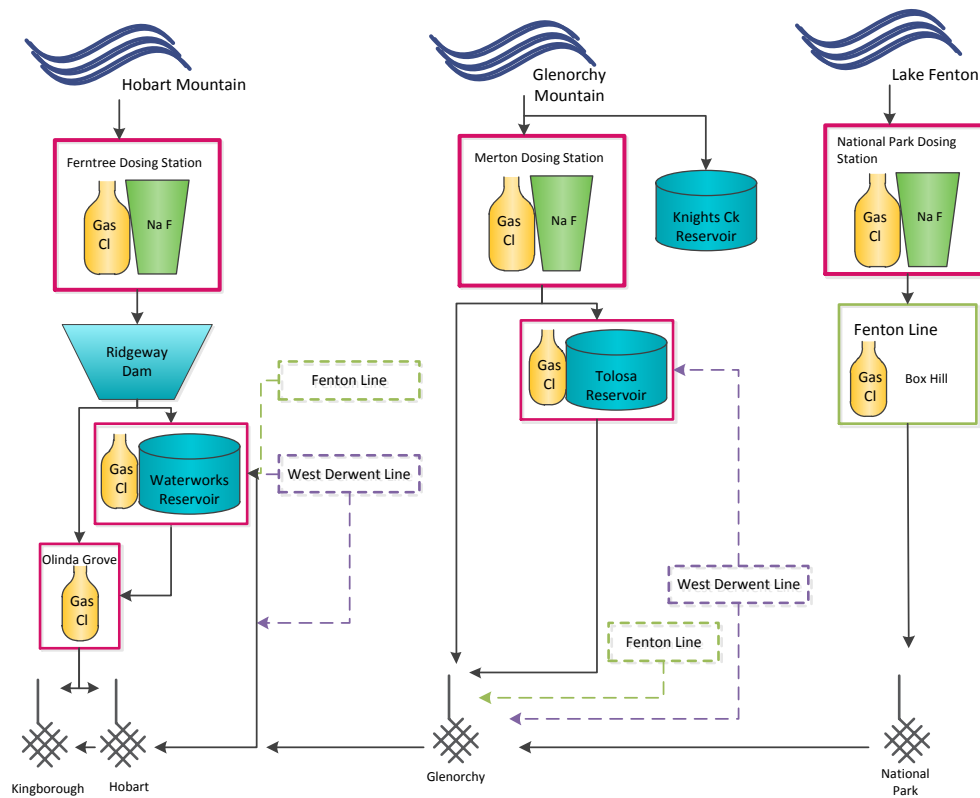 Hobart Mountain
Glenorchy
Mountain
Lake Fenton
Ferntree Dosing Station
Gas
Cl
Na F
Merton Dosing Station
Gas
Cl
Na F
Knights Ck
Reservoir
National Park Dosing
Station
Gas
Cl
Na F
Ridgeway
Dam
Fenton Line
Gas
Cl
Tolosa
Reservoir
Fenton Line
Gas
Cl
Box Hill
Gas
Cl
Waterworks
Reservoir
West Derwent Line
Olinda Grove
Gas
Cl
West Derwent Line
Fenton Line
Kingborough
Hobart
Glenorchy
National
Park